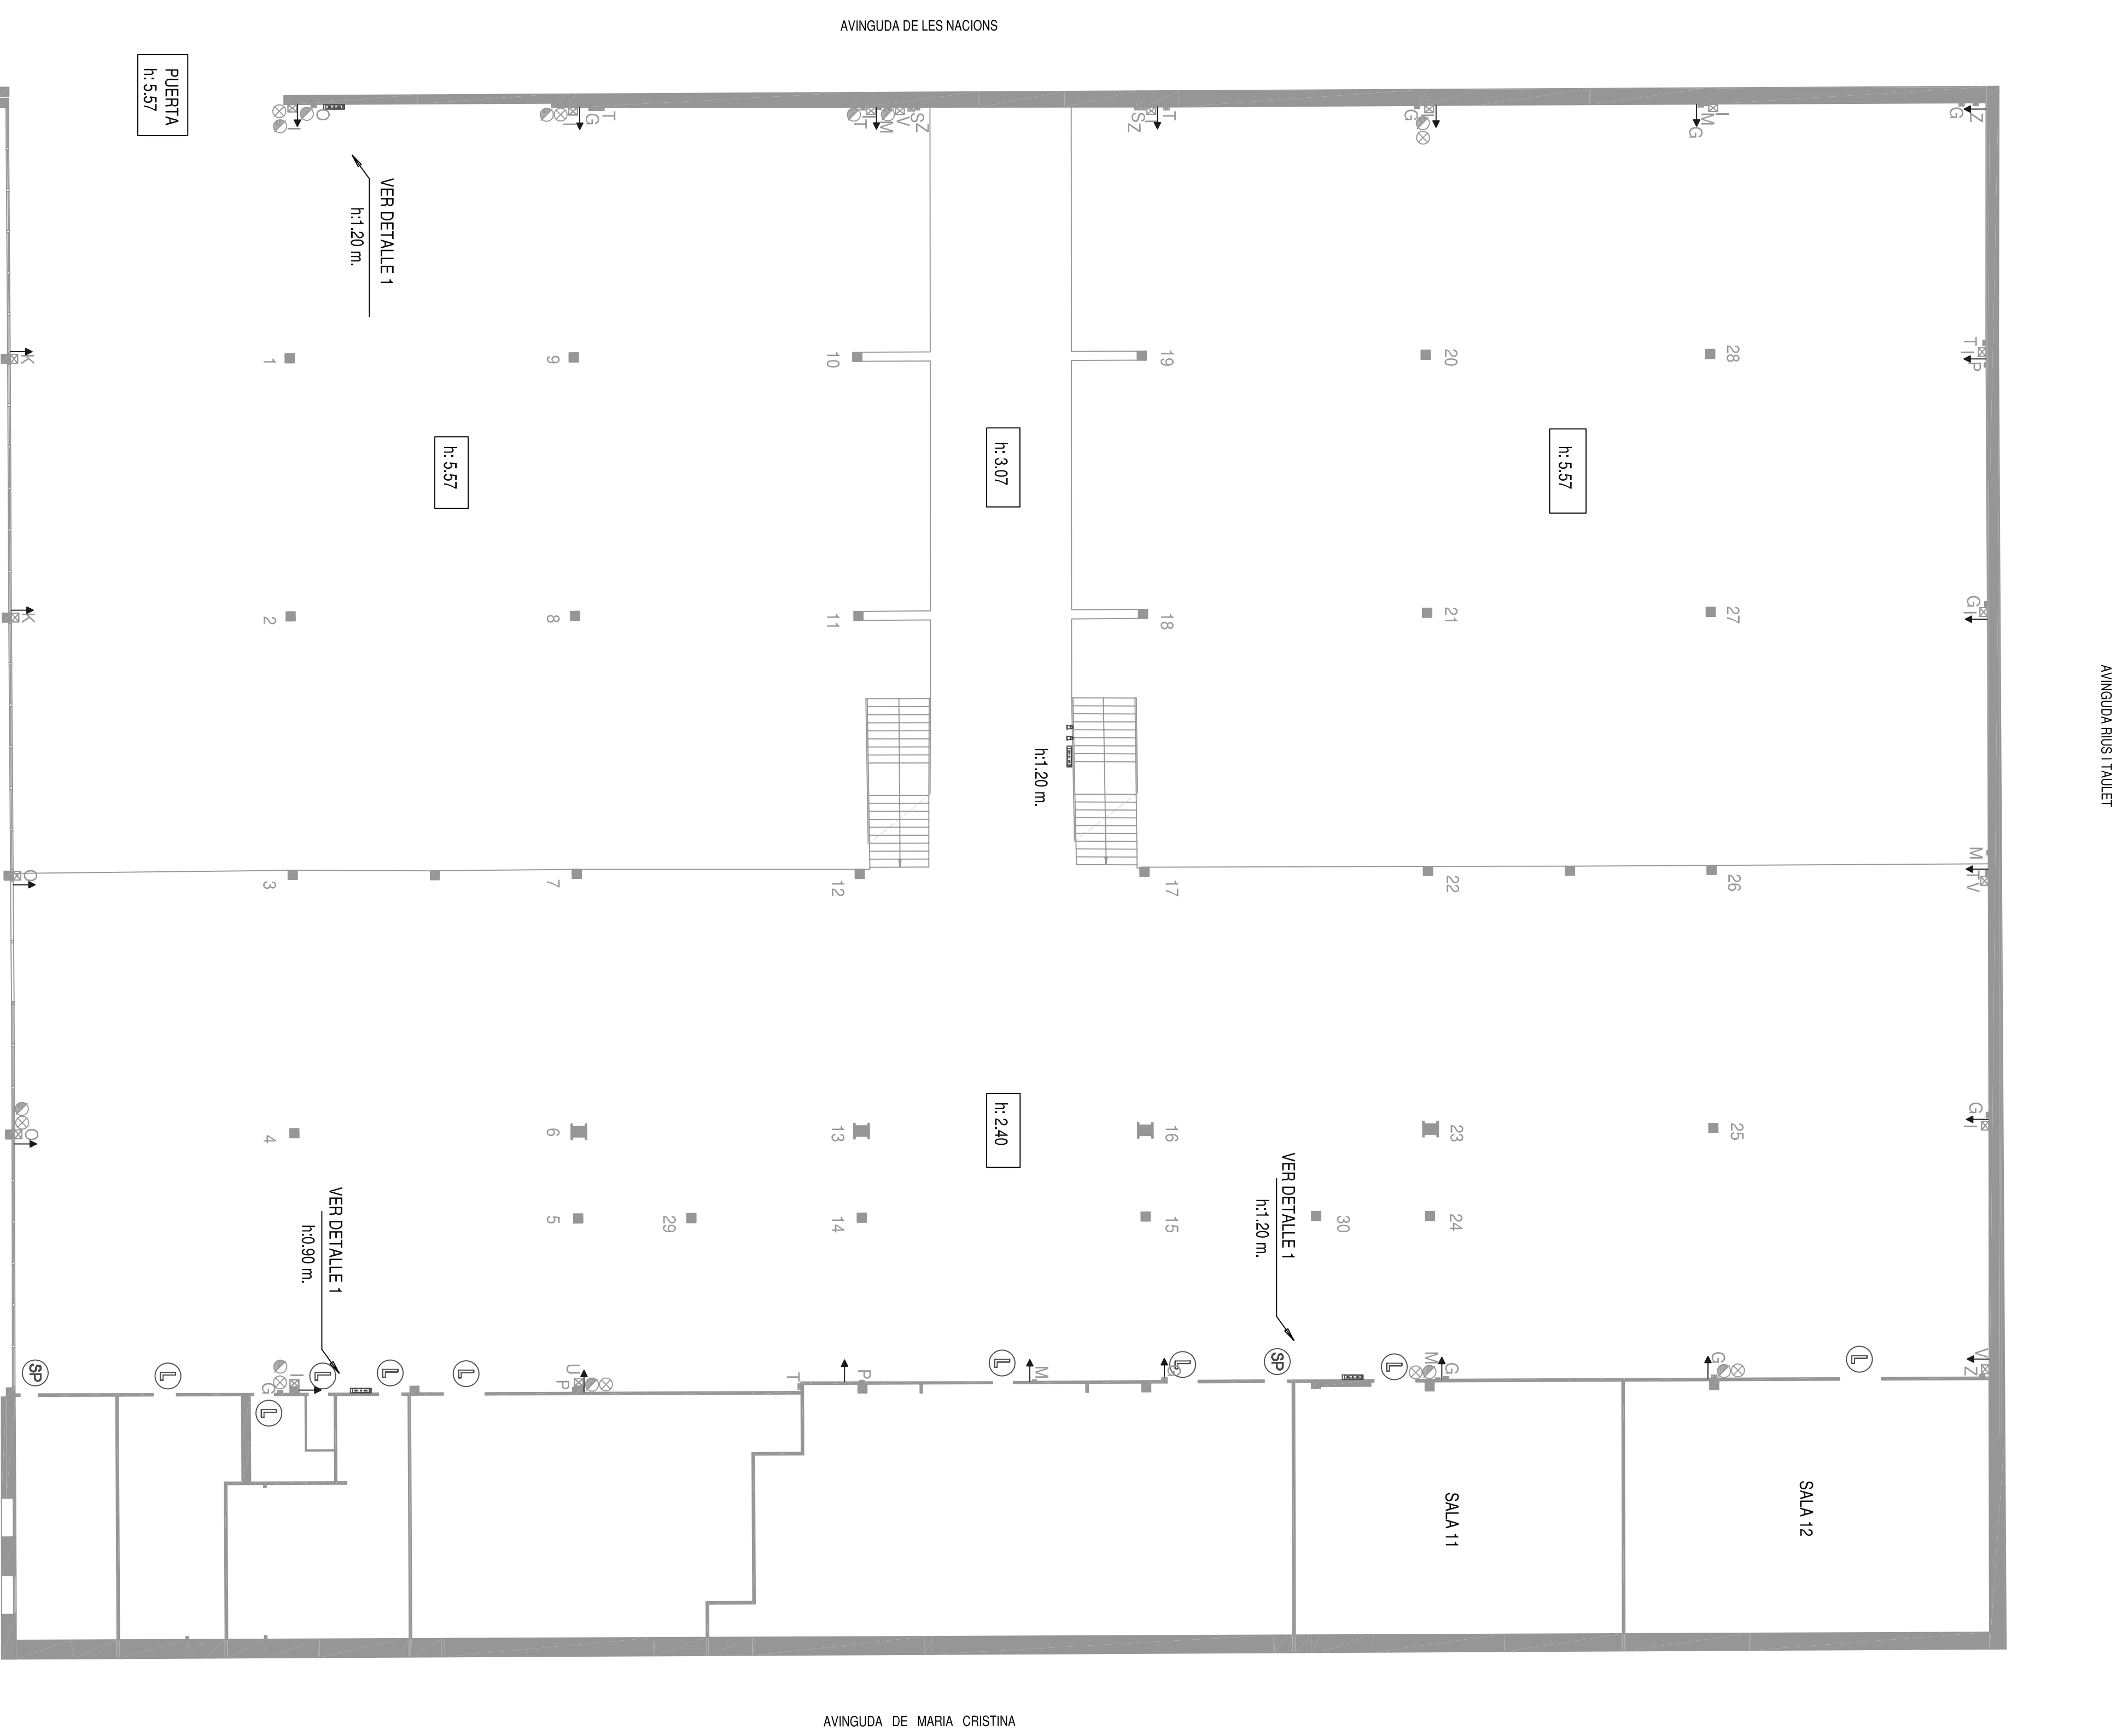 AVINGUDA DE LES NACIONS
PUERTA
h: 5.57
I
O
I
G
T
T
I
M
V
SZ
SZ
I
T
G
I
G
M
I
G
Z
VER DETALLE 1
h:1.20 m.
K
1
9
10
19
20
28
T
I
P
h: 5.57
h: 3.07
h: 5.57
K
2
8
11
18
21
27
G
I
AVINGUDA RIUS I TAULET
h:1.20 m.
O
3
7
12
17
22
26
M
T
V
h: 2.40
O
4
6
13
16
23
25
G
I
VER DETALLE 1
h:0.90 m.
5
29
14
15
VER DETALLE 1
h:1.20 m.
30
24
SP
L
G
I
L
L
L
L
U
P
T
P
L
M
G
L
SP
L
M
G
G
L
V
Z
SALA 11
SALA 12
AVINGUDA DE MARIA CRISTINA